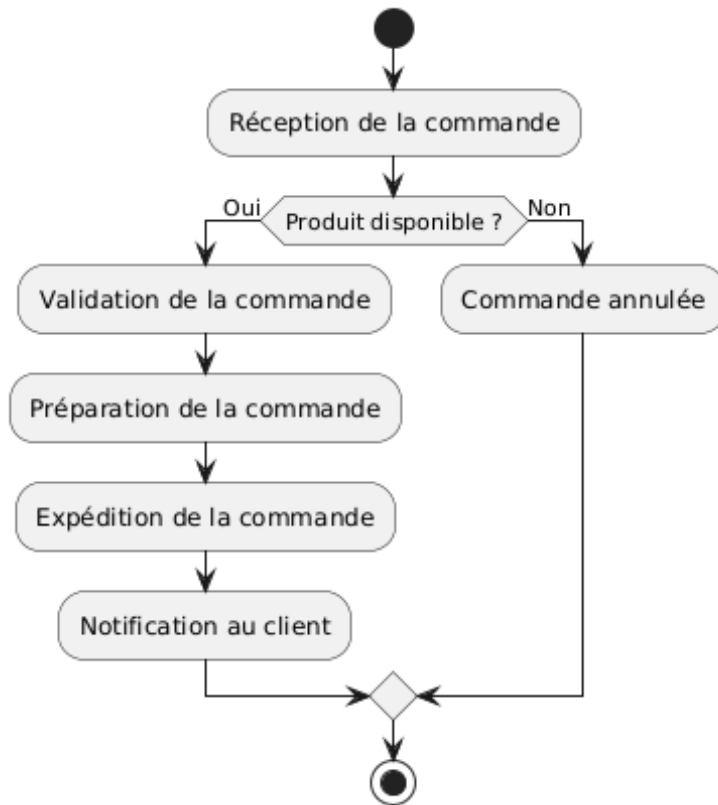 Réception de la commande
Oui
Produit disponible ?
Non
Validation de la commande
Commande annulée
Préparation de la commande
Expédition de la commande
Notification au client